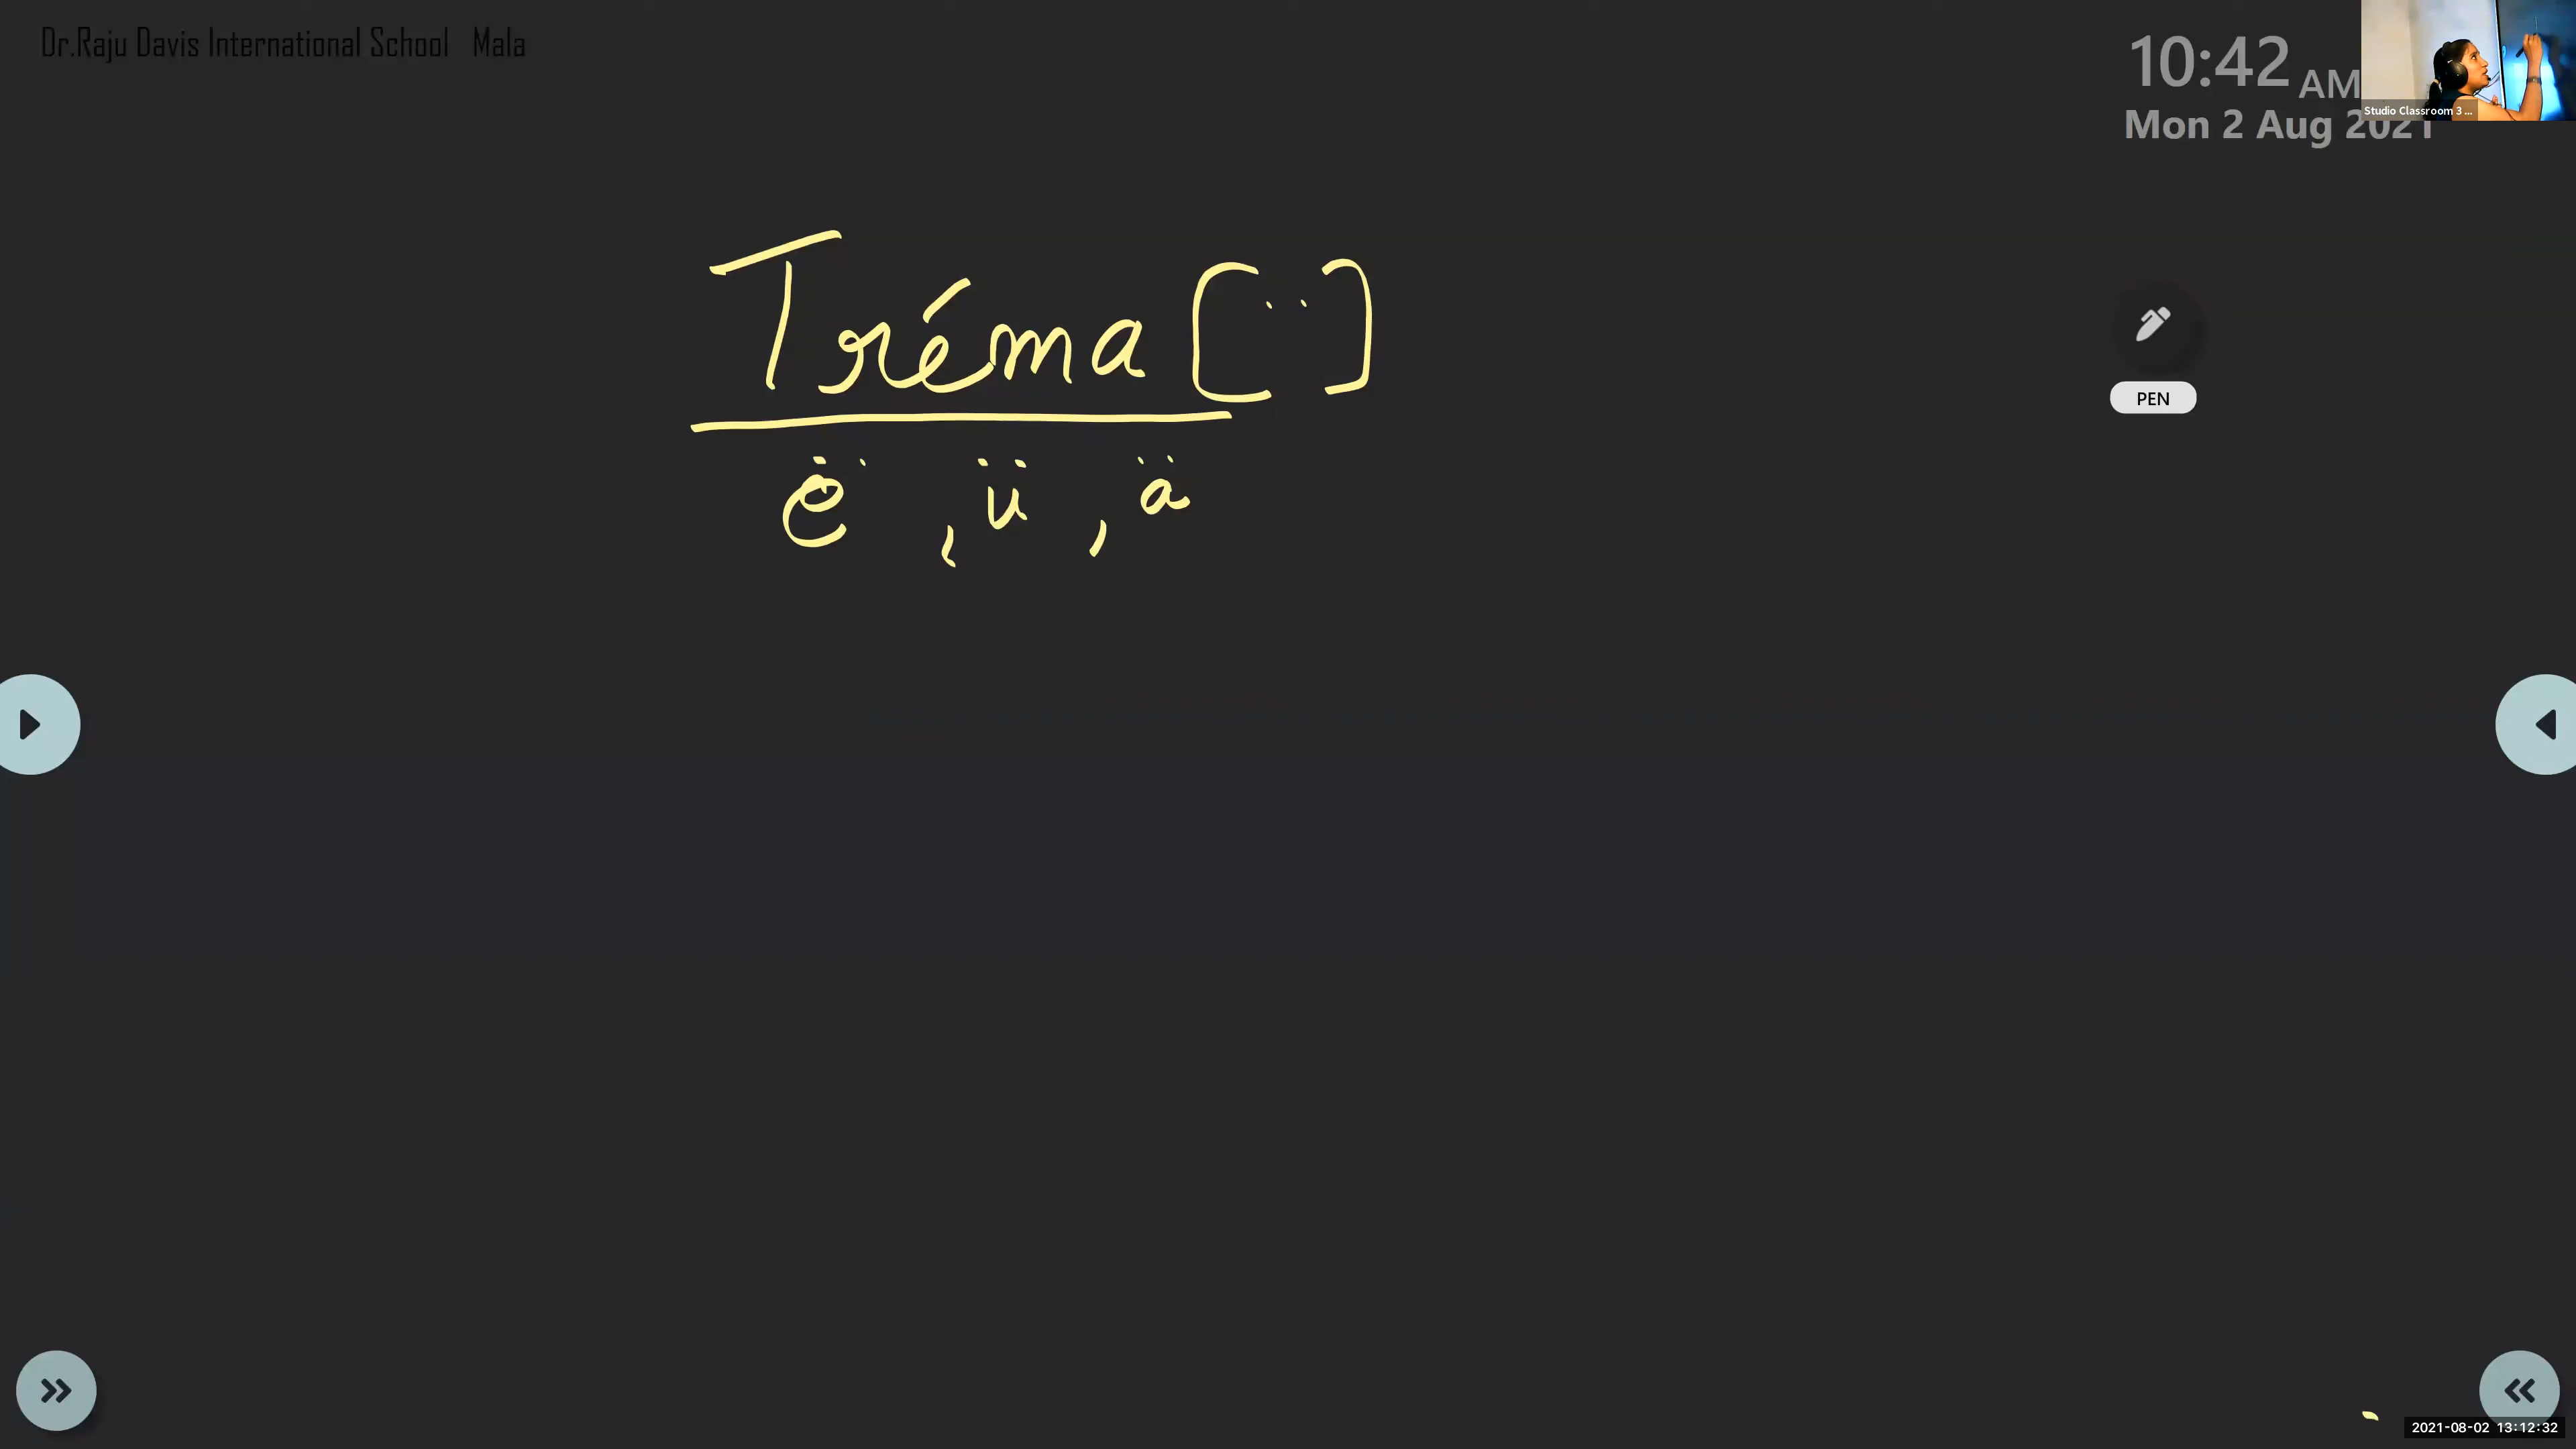 Dr.Raju Davis International School Mala
10:42 AM
Mon 2 Aug 2021
Studio Classroom 3 ...
Tréma [¨]
ë , ü , ä
PEN
2021-08-02 13:12:32